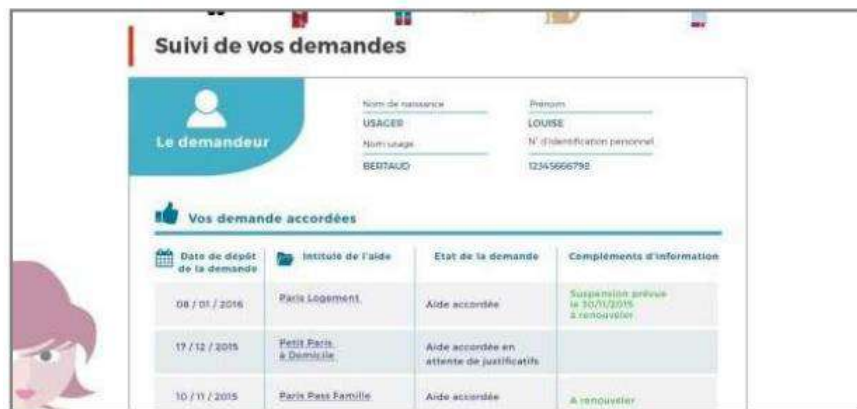 Suivi de vos demandes
Le demandeur
Nom de naissance
Prénom
USAGER
LOUISE
Nom usage
N° d'identification personnel
BERTAUD
12345666798
Vos demande accordées
Date de dépôt de la demande
Intitulé de l'aide
Etat de la demande
Compléments d'information
08 / 01 / 2016
Paris Logement
Aide accordée
Suspension prévue
le 30/11/2015
à renouveler
17 / 12 / 2015
Petit Paris
à Domicile
Aide accordée en
attente de justificatifs
10 / 11 / 2015
Paris Pass Famille
Aide accordée
A renouveler